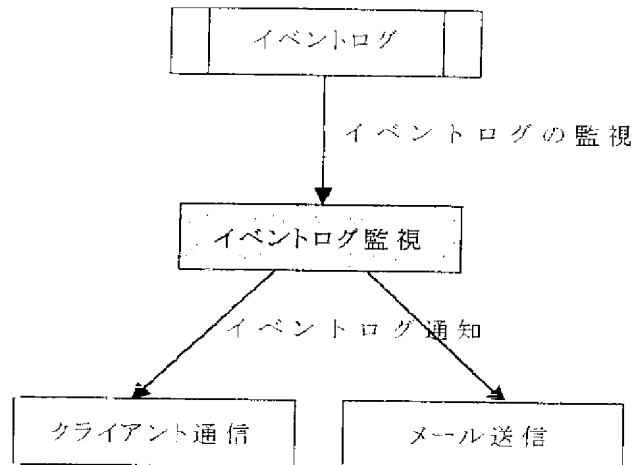 イベントログ
イベントログの監視
イベントログ監視
イベントログ通知
クライアント通信
メール送信